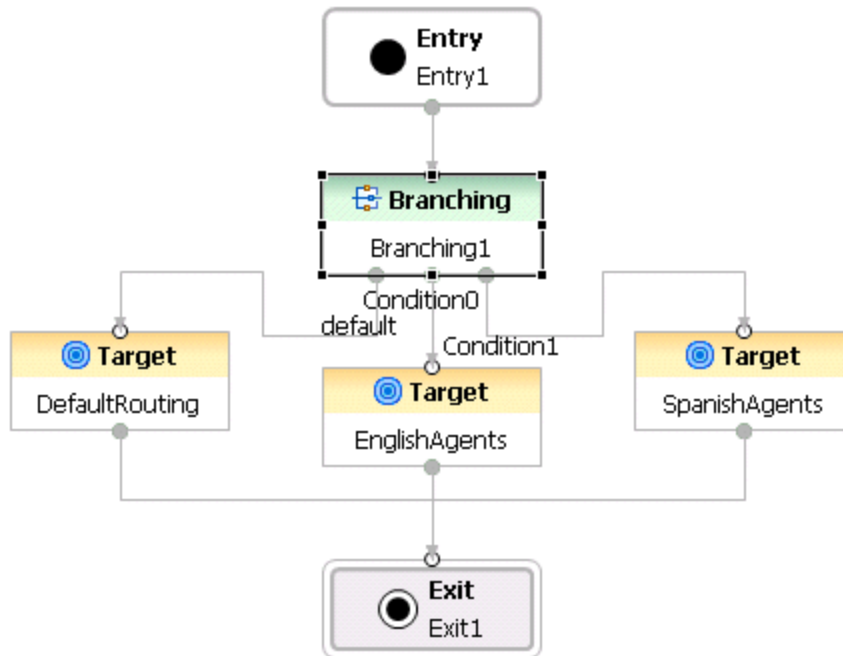 Entry
Entry1
Branching
Branching1
Condition0
default
Condition1
Target
DefaultRouting
Target
EnglishAgents
Target
SpanishAgents
Exit
Exit1